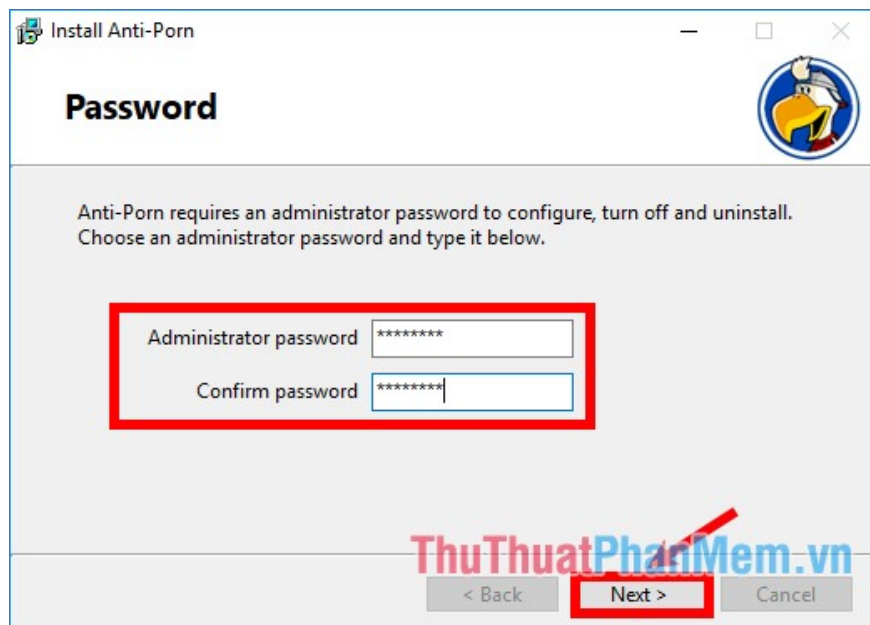 Install Anti-Porn
Password
Anti-Porn requires an administrator password to configure, turn off and uninstall.
Choose an administrator password and type it below.
Administrator password ********
Confirm password ********
ThuThuatPhanMem.vn
< Back Next > Cancel